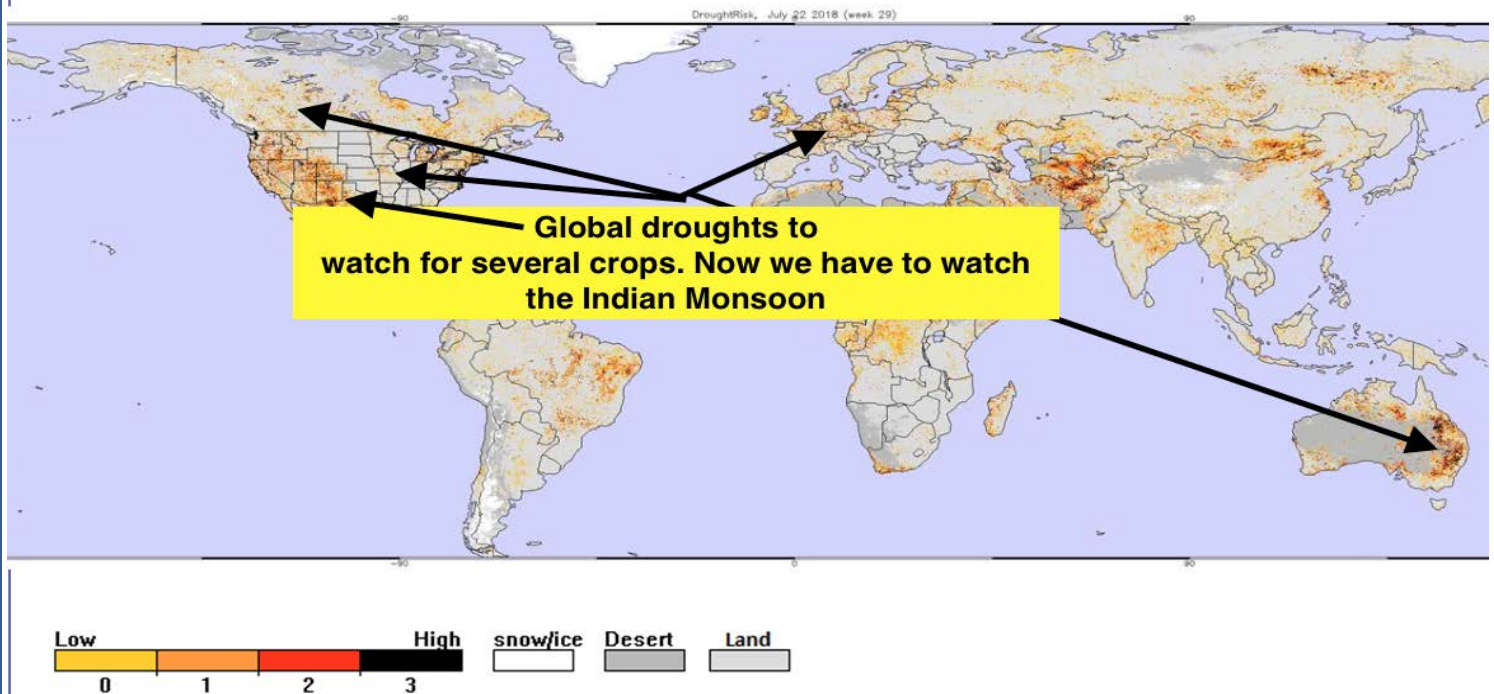 -90
DroughtRisk, July 22 2018 (week 29)
90
Global droughts to
watch for several crops. Now we have to watch
the Indian Monsoon
-90
0
90
Low
High
snow/ice
Desert
Land
0
1
2
3